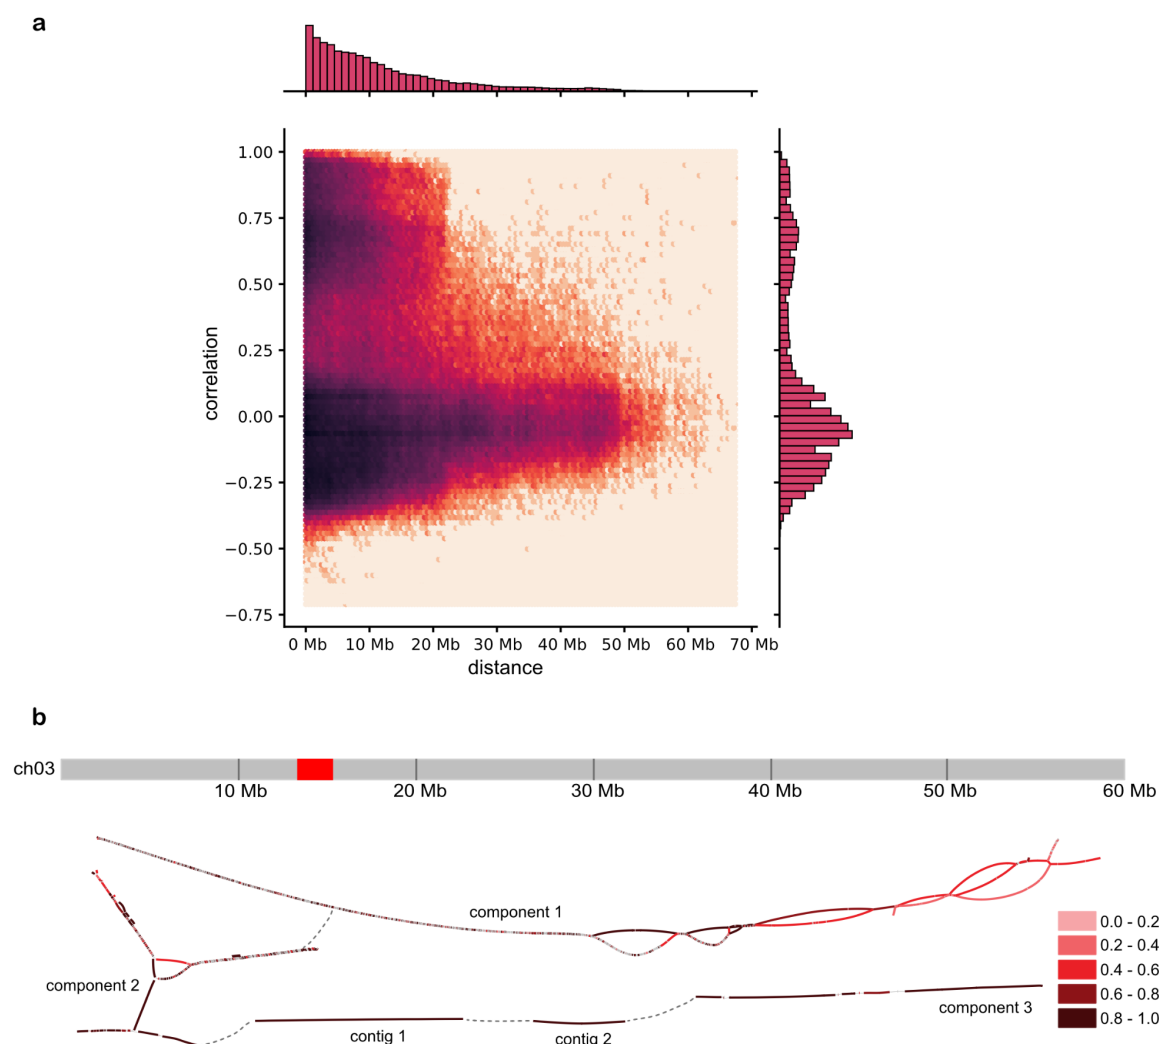 a
1.00
0.75
0.50
0.25
0.00
−0.25
−0.50
−0.75
correlation
0 Mb 10 Mb 20 Mb 30 Mb 40 Mb 50 Mb 60 Mb 70 Mb
distance
b
ch03
10 Mb 20 Mb 30 Mb 40 Mb 50 Mb 60 Mb
component 1
0.0 - 0.2
0.2 - 0.4
0.4 - 0.6
component 2
0.6 - 0.8
component 3
0.8 - 1.0
contig 1
contig 2